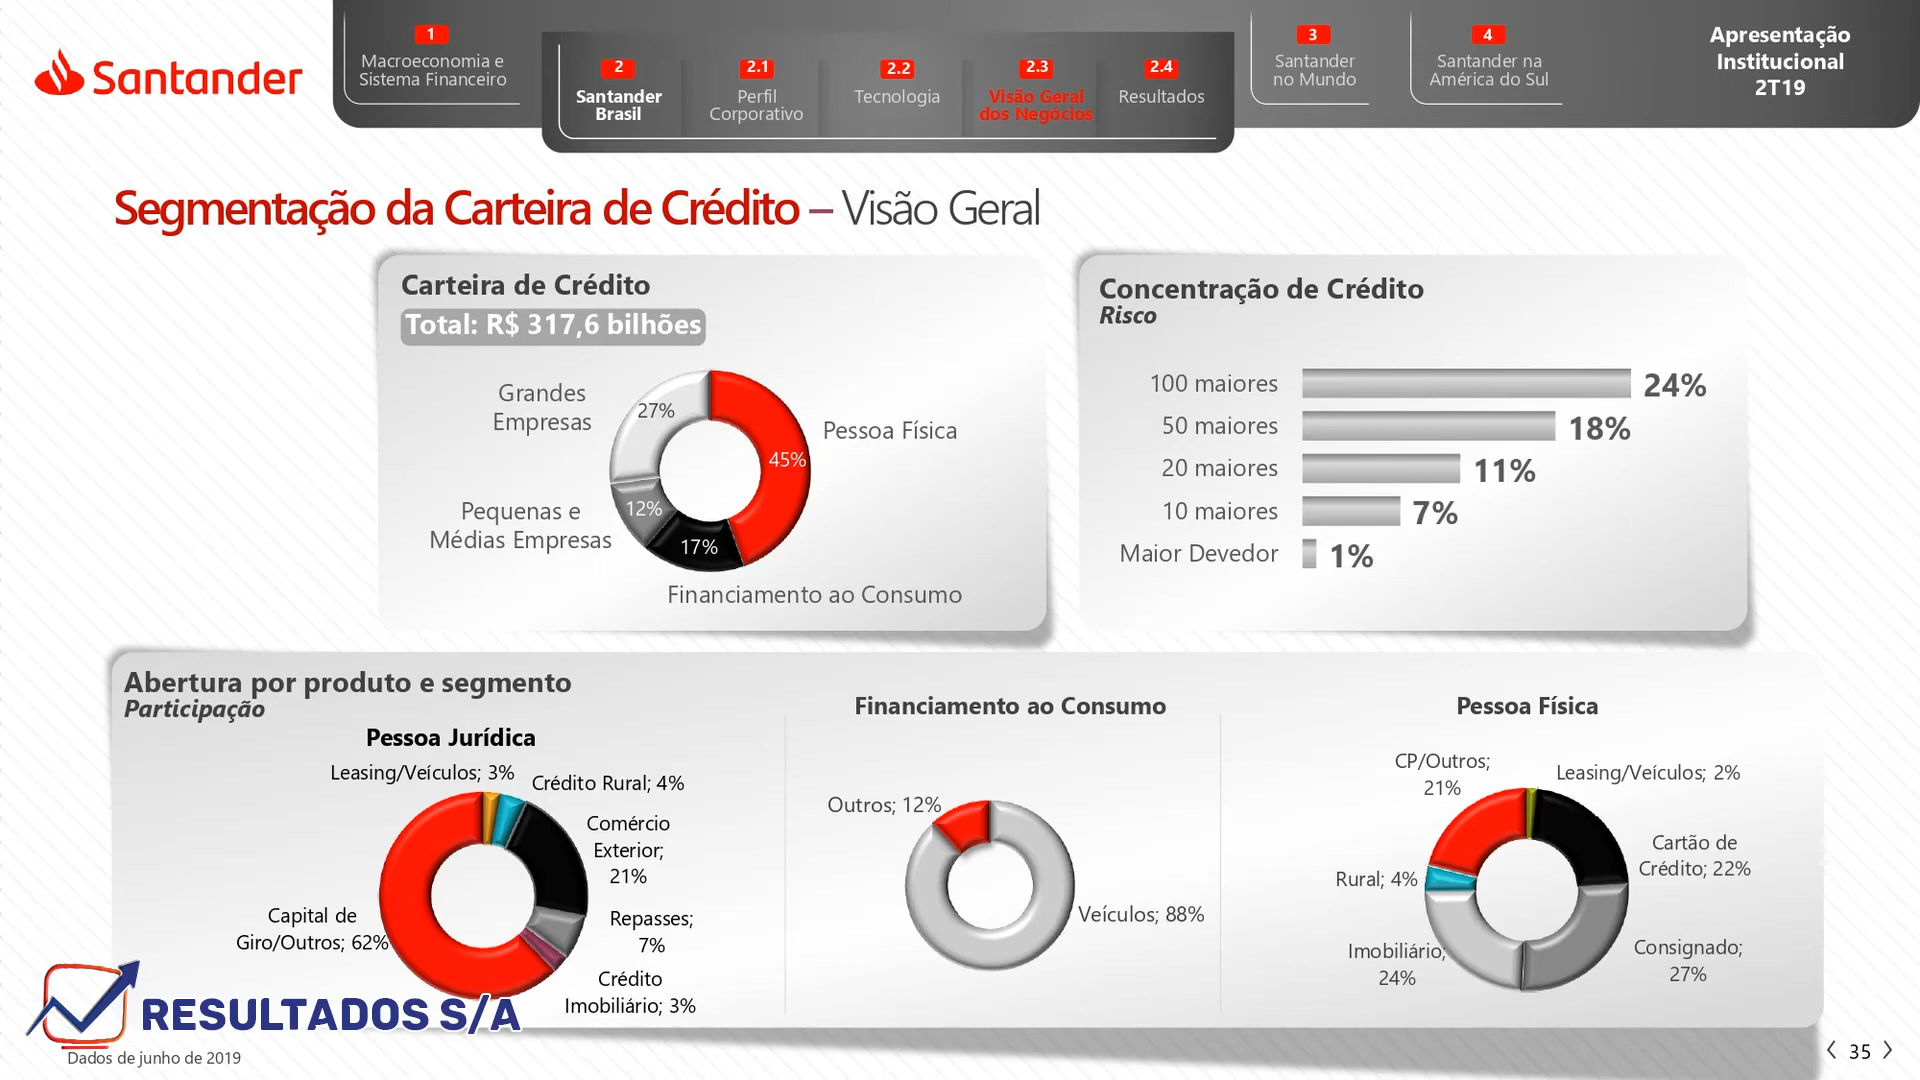 Santander
1
Macroeconomia e
Sistema Financeiro
2
Santander
Brasil
2.1
Perfil
Corporativo
2.2
Tecnologia
2.3
Visão Geral
dos Negócios
2.4
Resultados
3
Santander
no Mundo
4
Santander na
América do Sul
Apresentação
Institucional
2T19
Segmentação da Carteira de Crédito – Visão Geral
Carteira de Crédito
Total: R$ 317,6 bilhões
Grandes
Empresas
27%
Pessoa Física
45%
Pequenas e
Médias Empresas
12%
17%
Financiamento ao Consumo
Concentração de Crédito
Risco
100 maiores 24%
50 maiores 18%
20 maiores 11%
10 maiores 7%
Maior Devedor 1%
Abertura por produto e segmento
Participação
Pessoa Jurídica
Leasing/Veículos; 3%
Crédito Rural; 4%
Comércio
Exterior;
21%
Repasses;
7%
Crédito
Imobiliário; 3%
Capital de
Giro/Outros; 62%
Financiamento ao Consumo
Outros; 12%
Veículos; 88%
Pessoa Física
CP/Outros;
21%
Leasing/Veículos; 2%
Cartão de
Crédito; 22%
Rural; 4%
Imobiliário;
24%
Consignado;
27%
RESULTADOS S/A
Dados de junho de 2019
35